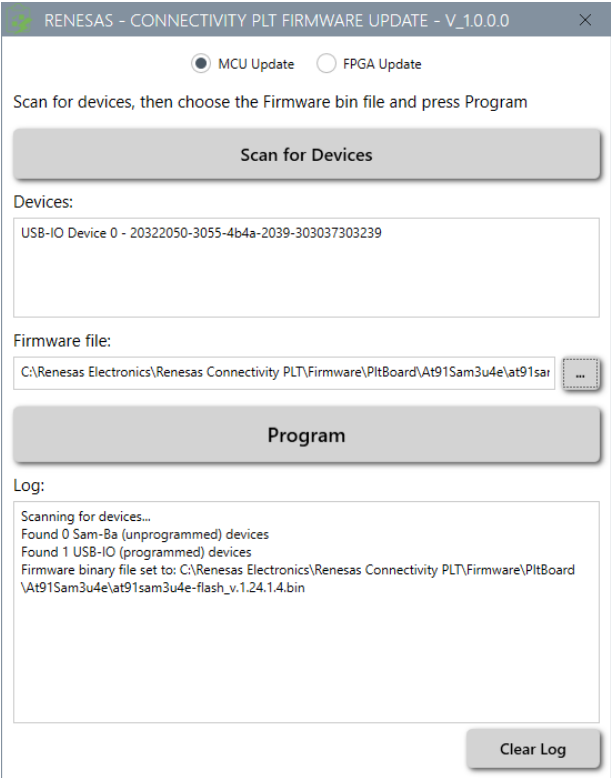 RENESAS - CONNECTIVITY PLT FIRMWARE UPDATE - V_1.0.0.0
MCU Update FPGA Update
Scan for devices, then choose the Firmware bin file and press Program
Scan for Devices
Devices:
USB-IO Device 0 - 20322050-3055-4b4a-2039-303037303239
Firmware file:
C:\Renesas Electronics\Renesas Connectivity PLT\Firmware\PltBoard\At91Sam3u4e\at91sar
...
Program
Log:
Scanning for devices...
Found 0 Sam-Ba (unprogrammed) devices
Found 1 USB-IO (programmed) devices
Firmware binary file set to: C:\Renesas Electronics\Renesas Connectivity PLT\Firmware\PltBoard
\At91Sam3u4e\at91sam3u4e-flash_v.1.24.1.4.bin
Clear Log